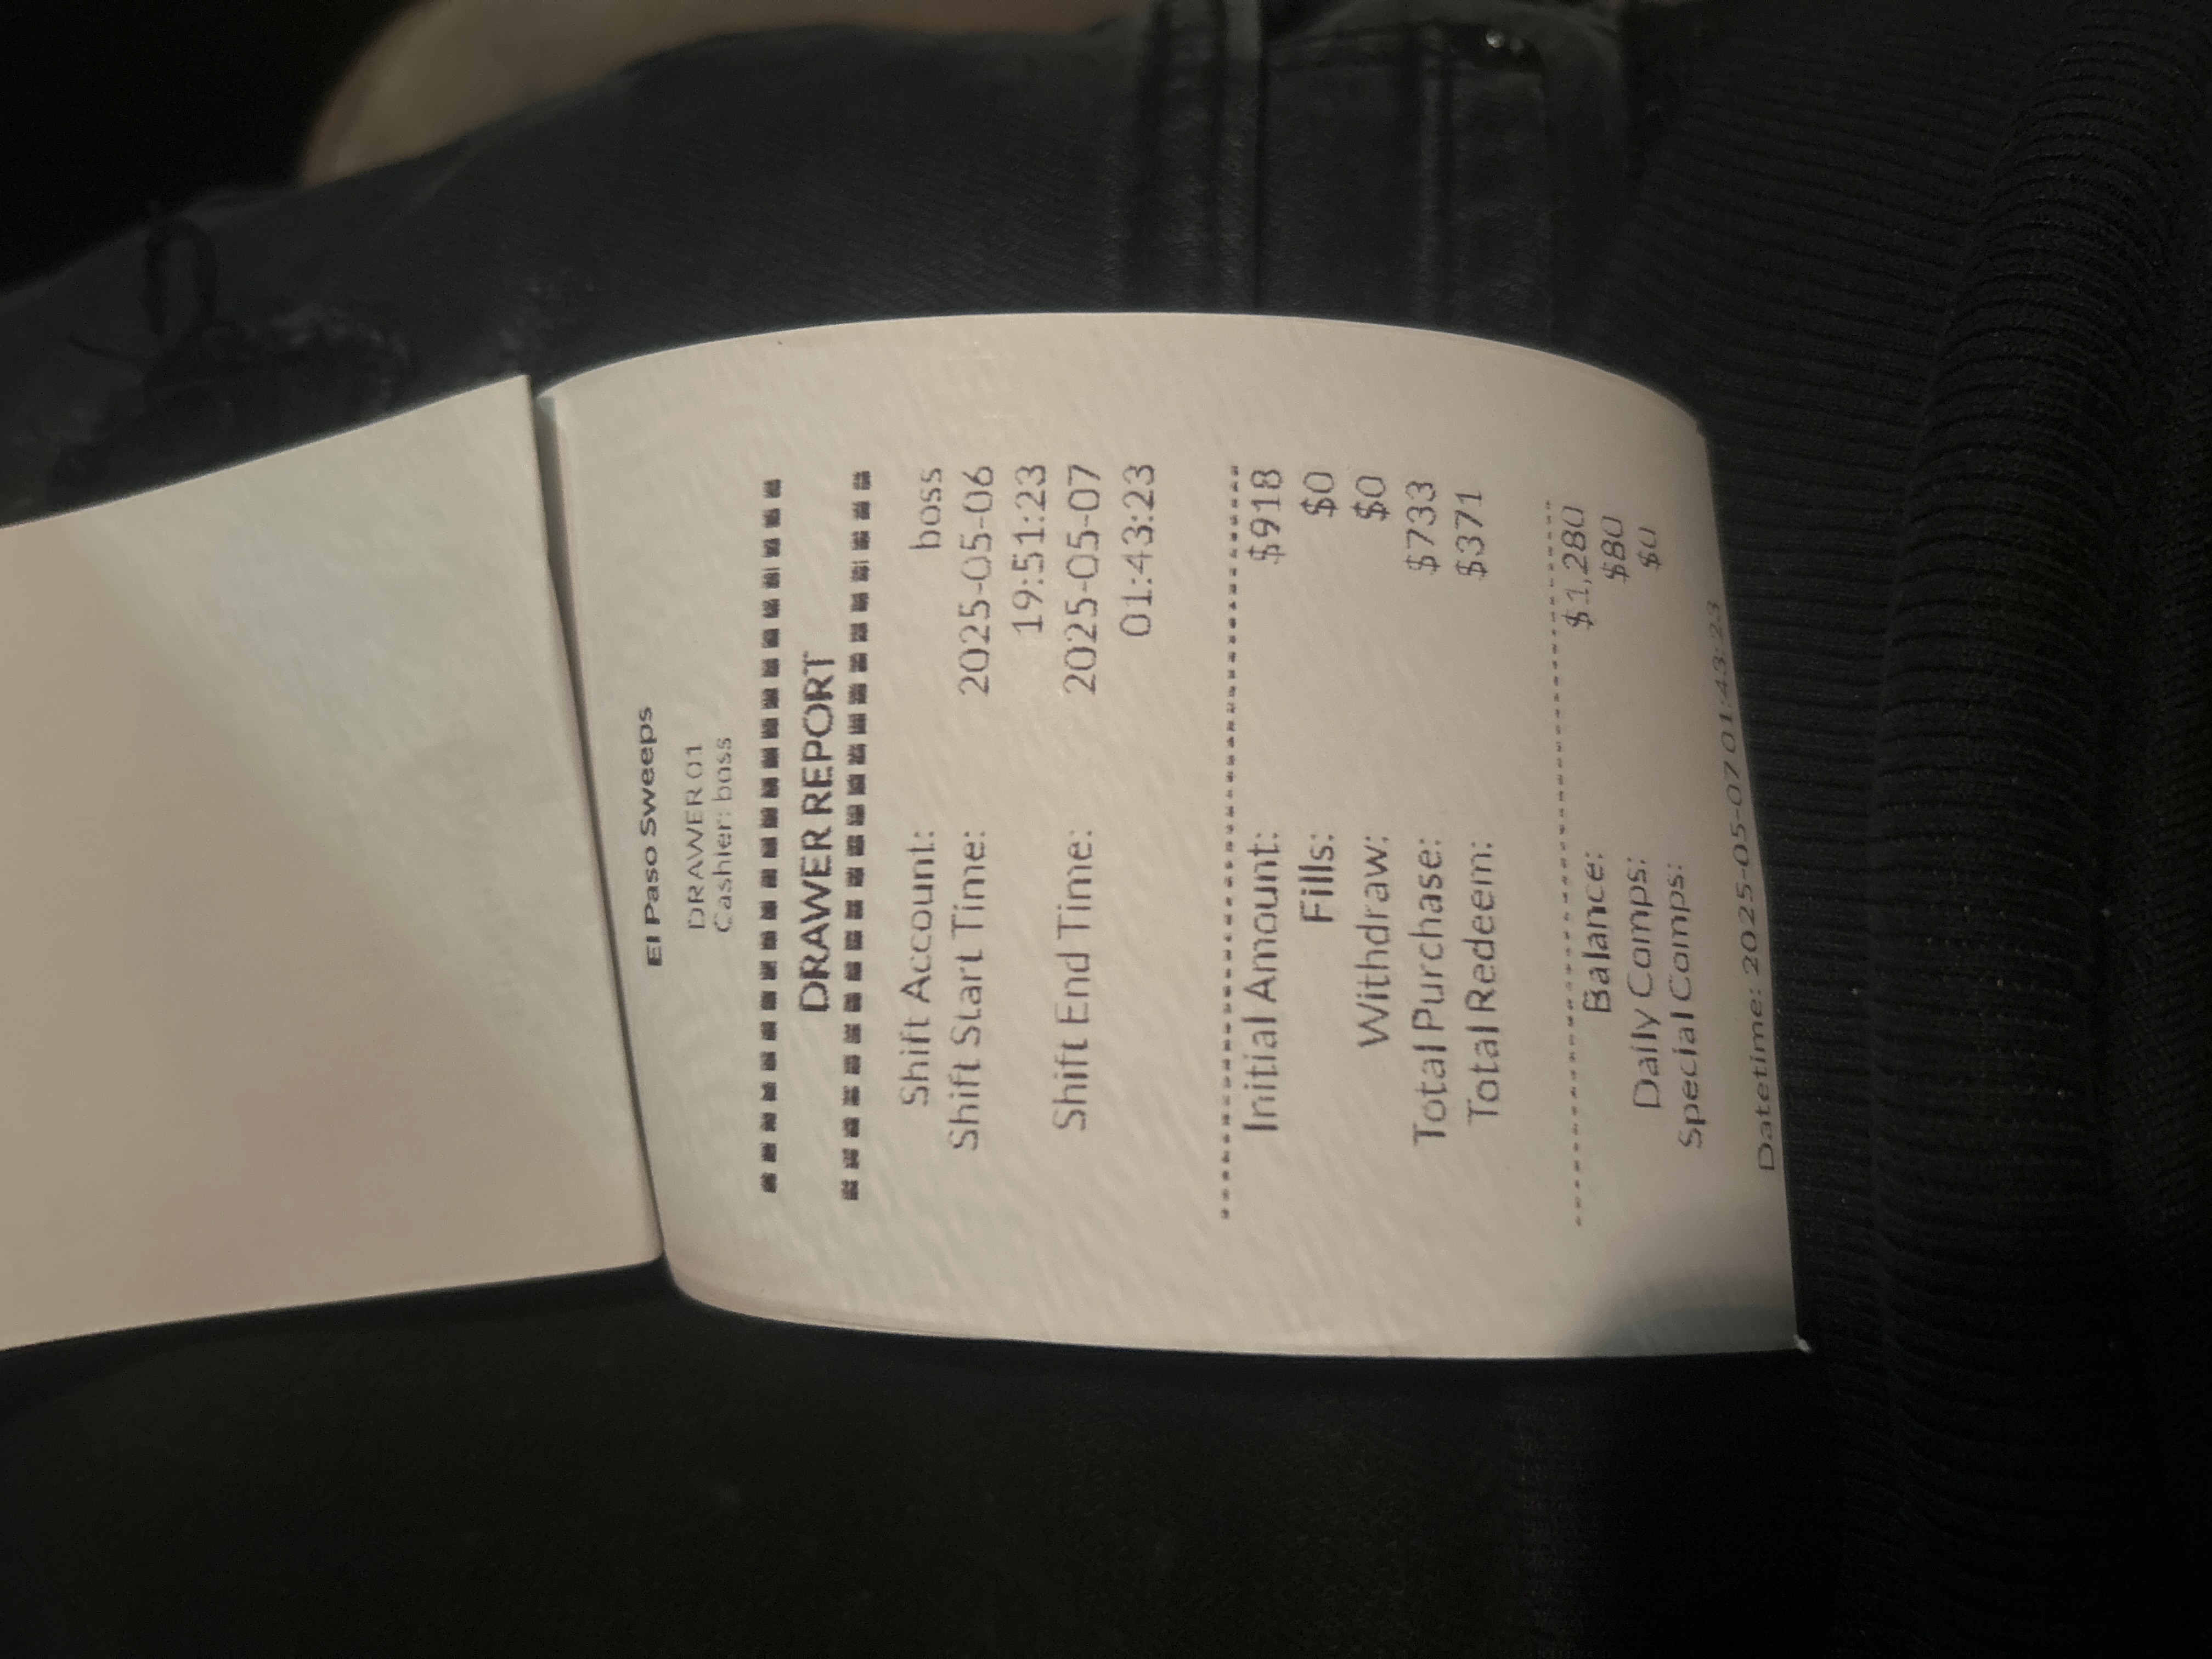 El Paso Sweeps
DRAWER 01
Cashier: boss
DRAWER REPORT
Shift Account: boss
Shift Start Time: 2025-05-06
19:51:23
Shift End Time: 2025-05-07
01:43:23
Initial Amount: $918
Fills: $0
Withdraw: $0
Total Purchase: $733
Total Redeem: $371
Balance: $1,280
Daily Comps: $80
Special Comps: $0
Datetime: 2025-05-07 01:43:23